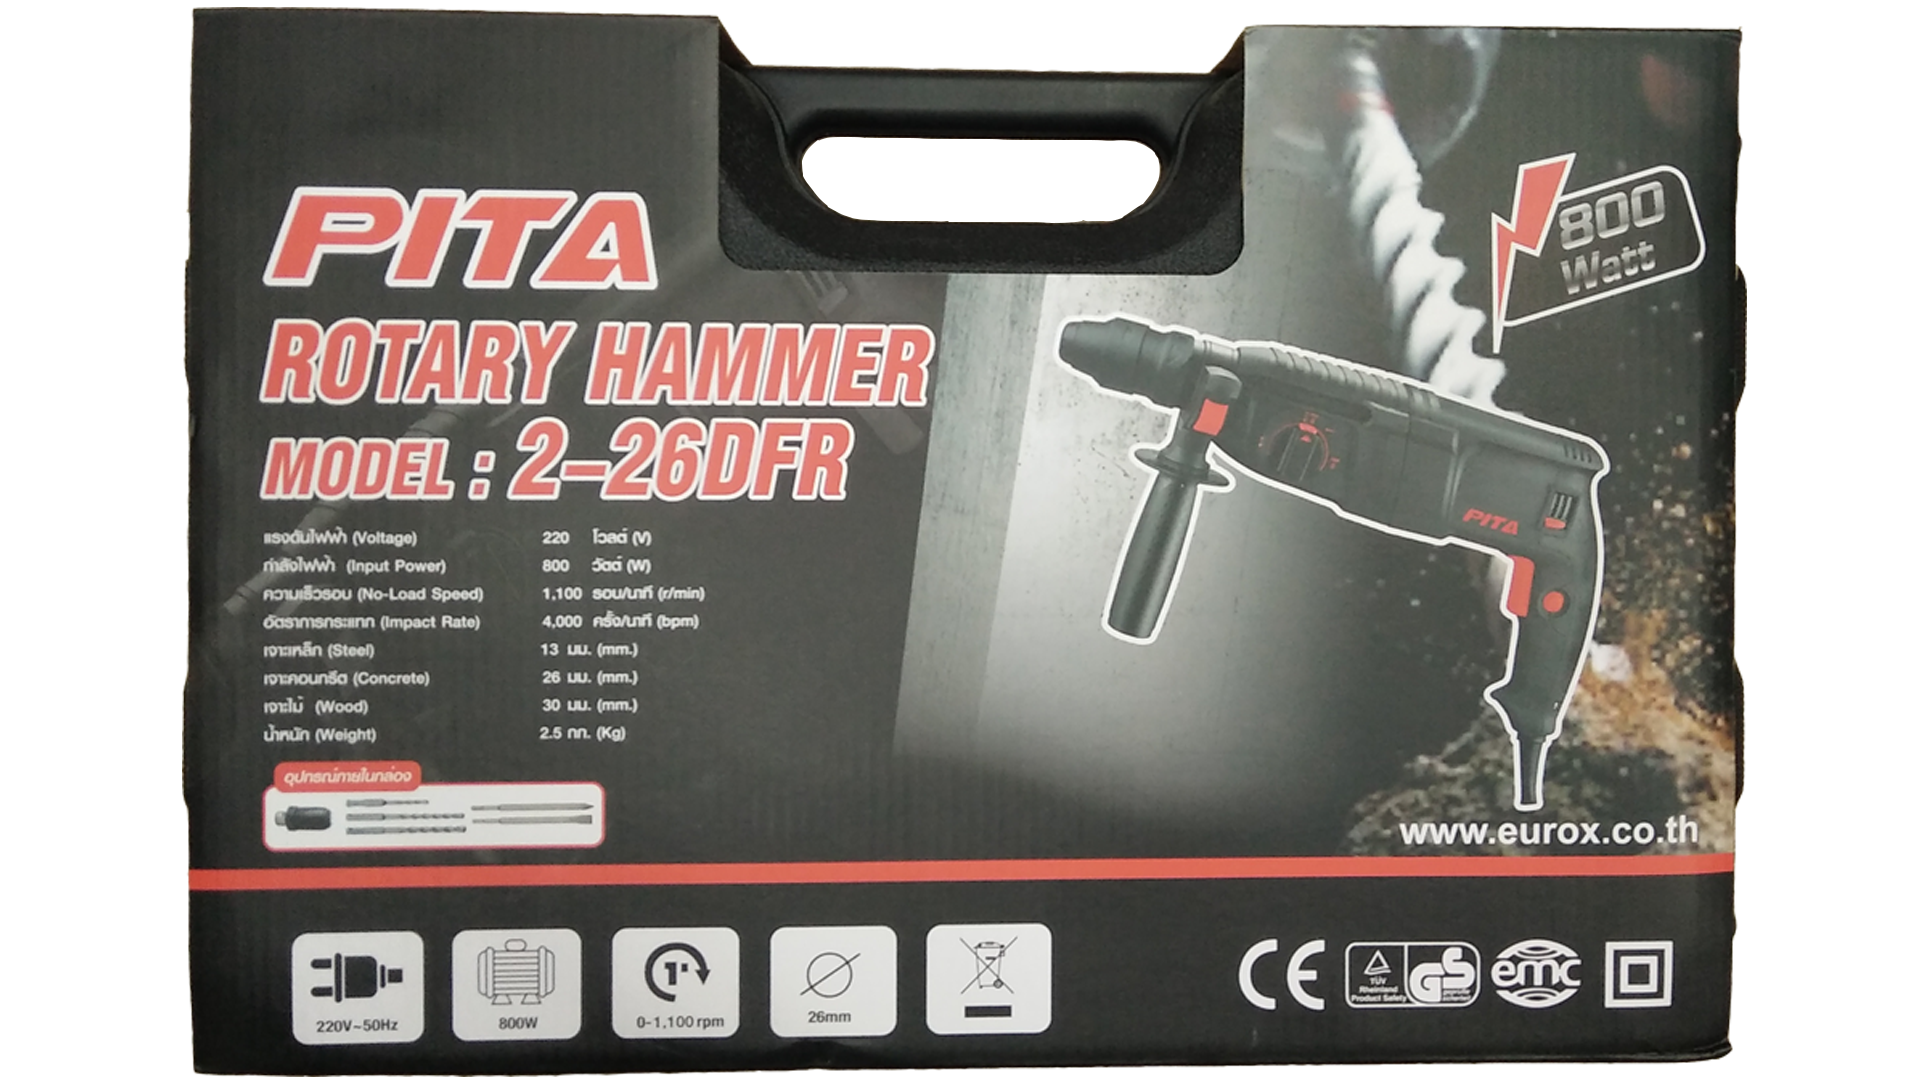 PITA
ROTARY HAMMER
MODEL : 2-26DFR
800
Watt
แรงดันไฟฟ้า (Voltage) 220 โวลต์ (V)
กำลังไฟฟ้า (Input Power) 800 วัตต์ (W)
ความเร็วรอบ (No-Load Speed) 1,100 รอบ/นาที (r/min)
อัตราการกระแทก (Impact Rate) 4,000 ครั้ง/นาที (bpm)
เจาะเหล็ก (Steel) 13 มม. (mm.)
เจาะคอนกรีต (Concrete) 26 มม. (mm.)
เจาะไม้ (Wood) 30 มม. (mm.)
น้ำหนัก (Weight) 2.5 กก. (Kg)
อุปกรณ์ภายในกล่อง
PITA
www.eurox.co.th
220V~50Hz
800W
1'
0-1,100 rpm
26mm
CE
TÜV
Rheinland
Product Safety
GS
emc